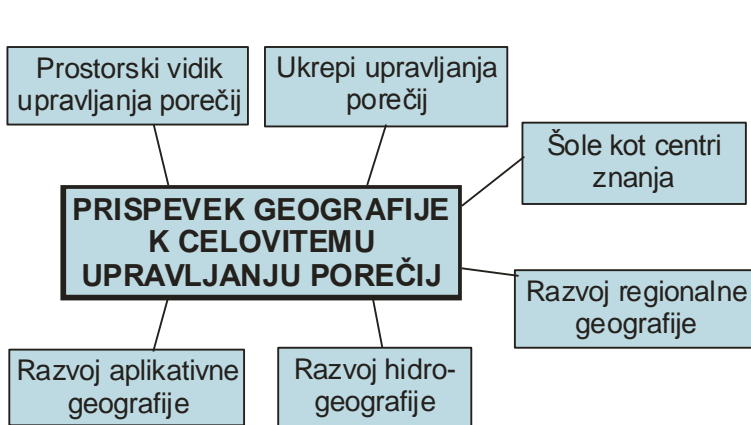 Prostorski vidik
upravljanja porečij
Ukrepi upravljanja
porečij
Šole kot centri
znanja
PRISPEVEK GEOGRAFIJE
K CELOVITEMU
UPRAVLJANJU POREČIJ
Razvoj regionalne
geografije
Razvoj aplikativne
geografije
Razvoj hidro-
geografije